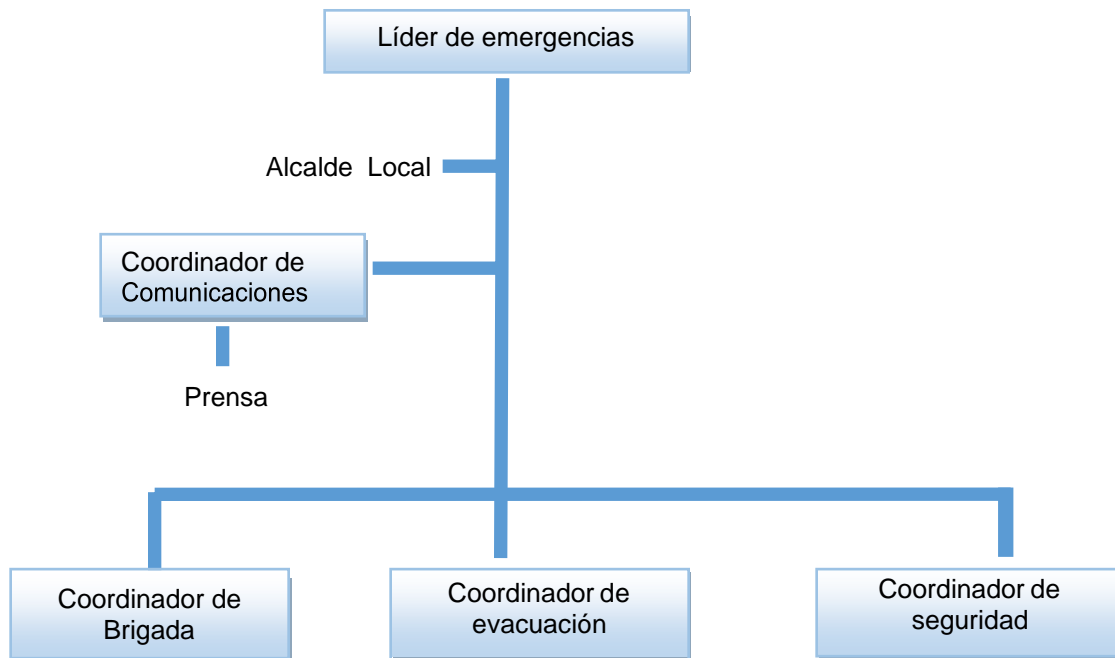 Líder de emergencias
Alcalde Local
Coordinador de
Comunicaciones
Prensa
Coordinador de
Brigada
Coordinador de
evacuación
Coordinador de
seguridad